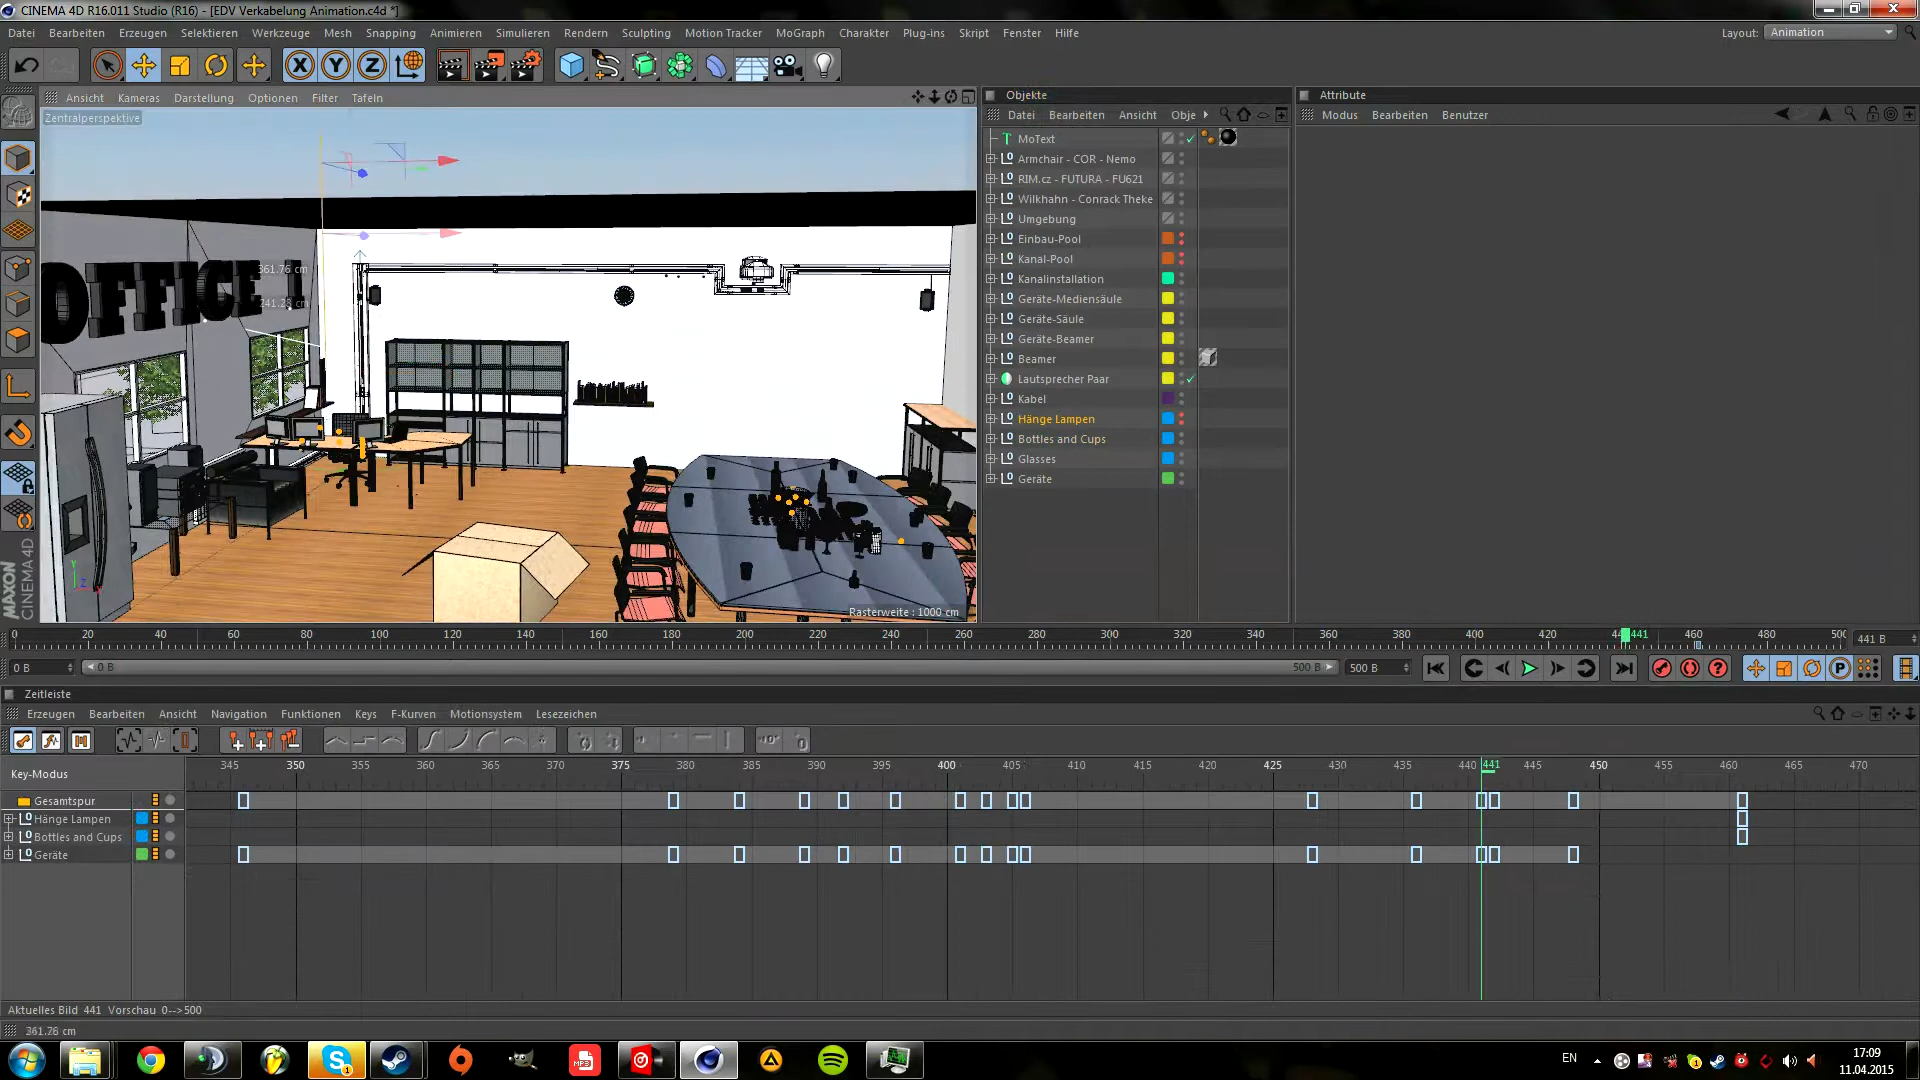 CINEMA 4D R16.011 Studio (R16) - [EDV Verkabelung Animation.c4d *]
Datei Bearbeiten Erzeugen Selektieren Werkzeuge Mesh Snapping Animieren Simulieren Rendern Sculpting Motion Tracker MoGraph Charakter Plug-ins Skript Fenster Hilfe
Layout: Animation
X Y Z
Ansicht Kameras Darstellung Optionen Filter Tafeln
Zentralperspektive
OFFICE
361.76 cm
241.28 cm
Rasterweite : 1000 cm
MAXON
CINEMA 4D
Objekte
Datei Bearbeiten Ansicht Obje
MoText
Armchair - COR - Nemo
RIM.cz - FUTURA - FU621
Wilkhahn - Conrack Theke
Umgebung
Einbau-Pool
Kanal-Pool
Kanalinstallation
Geräte-Mediensäule
Geräte-Säule
Geräte-Beamer
Beamer
Lautsprecher Paar
Kabel
Hänge Lampen
Bottles and Cups
Glasses
Geräte
Attribute
Modus Bearbeiten Benutzer
0 20 40 60 80 100 120 140 160 180 200 220 240 260 280 300 320 340 360 380 400 420 441 460 480 500
441 B
0 B
0 B
500 B
500 B
Zeitleiste
Erzeugen Bearbeiten Ansicht Navigation Funktionen Keys F-Kurven Motionsystem Lesezeichen
Key-Modus
345 350 355 360 365 370 375 380 385 390 395 400 405 410 415 420 425 430 435 440 441 445 450 455 460 465 470
Gesamtspur
Hänge Lampen
Bottles and Cups
Geräte
Aktuelles Bild 441 Vorschau 0-->500
361.76 cm
MP3
EN
17:09
11.04.2015